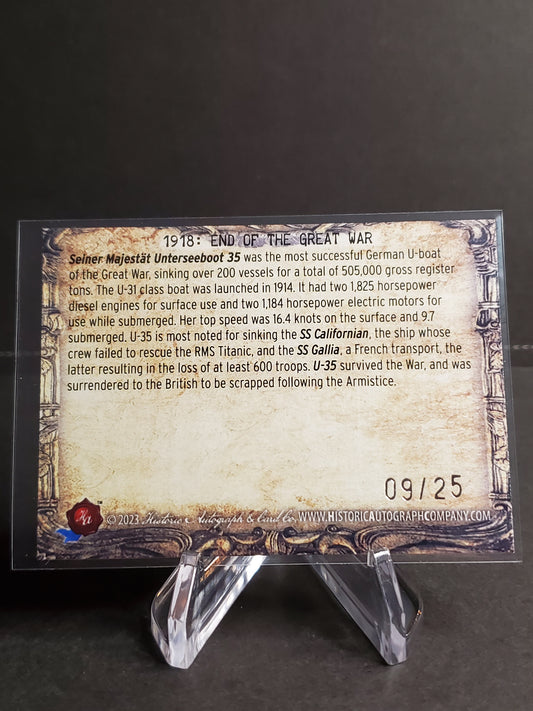 1918: END OF THE GREAT WAR
Seiner Majestät Unterseeboot 35 was the most successful German U-boat
of the Great War, sinking over 200 vessels for a total of 505,000 gross register
tons. The U-31 class boat was launched in 1914. It had two 1,825 horsepower
diesel engines for surface use and two 1,184 horsepower electric motors for
use while submerged. Her top speed was 16.4 knots on the surface and 9.7
submerged. U-35 is most noted for sinking the SS Californian, the ship whose
crew failed to rescue the RMS Titanic, and the SS Gallia, a French transport, the
latter resulting in the loss of at least 600 troops. U-35 survived the War, and was
surrendered to the British to be scrapped following the Armistice.
09/25
Ha ™
© 2023 Historic Autograph & Card Co. WWW.HISTORICAUTOGRAPHCOMPANY.COM